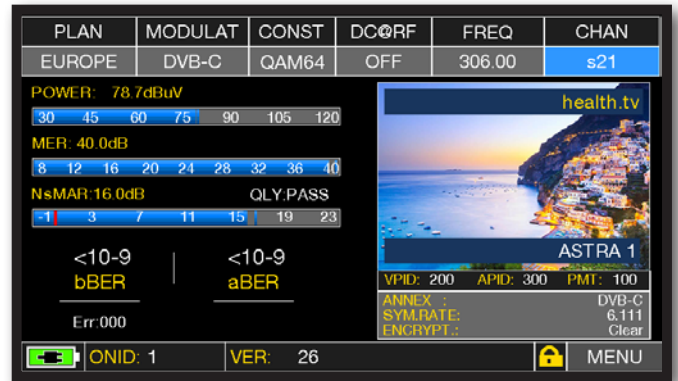 PLAN MODULAT CONST DC@RF FREQ CHAN
EUROPE DVB-C QAM64 OFF 306.00 s21
POWER: 78.7dBuV
30 45 60 75 90 105 120
MER: 40.0dB
8 12 16 20 24 28 32 36 40
NsMAR:16.0dB QLY:PASS
-1 3 7 11 15 19 23
<10-9 <10-9
bBER aBER
Err:000
health.tv
ASTRA 1
VPID: 200 APID: 300 PMT: 100
ANNEX : DVB-C
SYM.RATE: 6.111
ENCRYPT.: Clear
ONID: 1 VER: 26 MENU